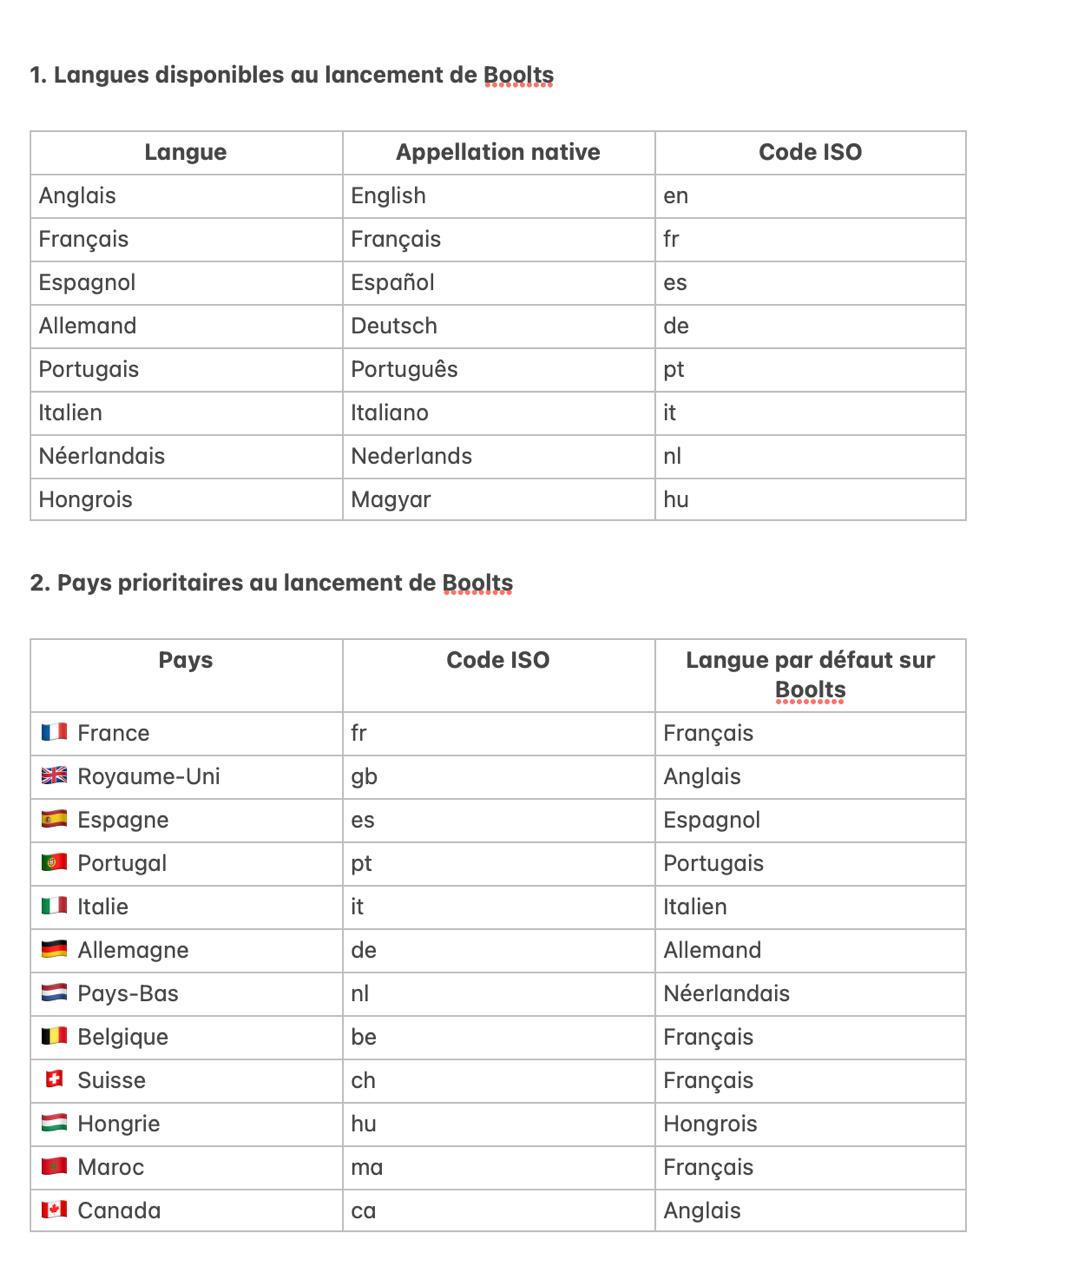 1. Langues disponibles au lancement de Boolts
Langue Appellation native Code ISO
Anglais English en
Français Français fr
Espagnol Español es
Allemand Deutsch de
Portugais Português pt
Italien Italiano it
Néerlandais Nederlands nl
Hongrois Magyar hu
2. Pays prioritaires au lancement de Boolts
Pays Code ISO Langue par défaut sur
Boolts
France fr Français
Royaume-Uni gb Anglais
Espagne es Espagnol
Portugal pt Portugais
Italie it Italien
Allemagne de Allemand
Pays-Bas nl Néerlandais
Belgique be Français
Suisse ch Français
Hongrie hu Hongrois
Maroc ma Français
Canada ca Anglais